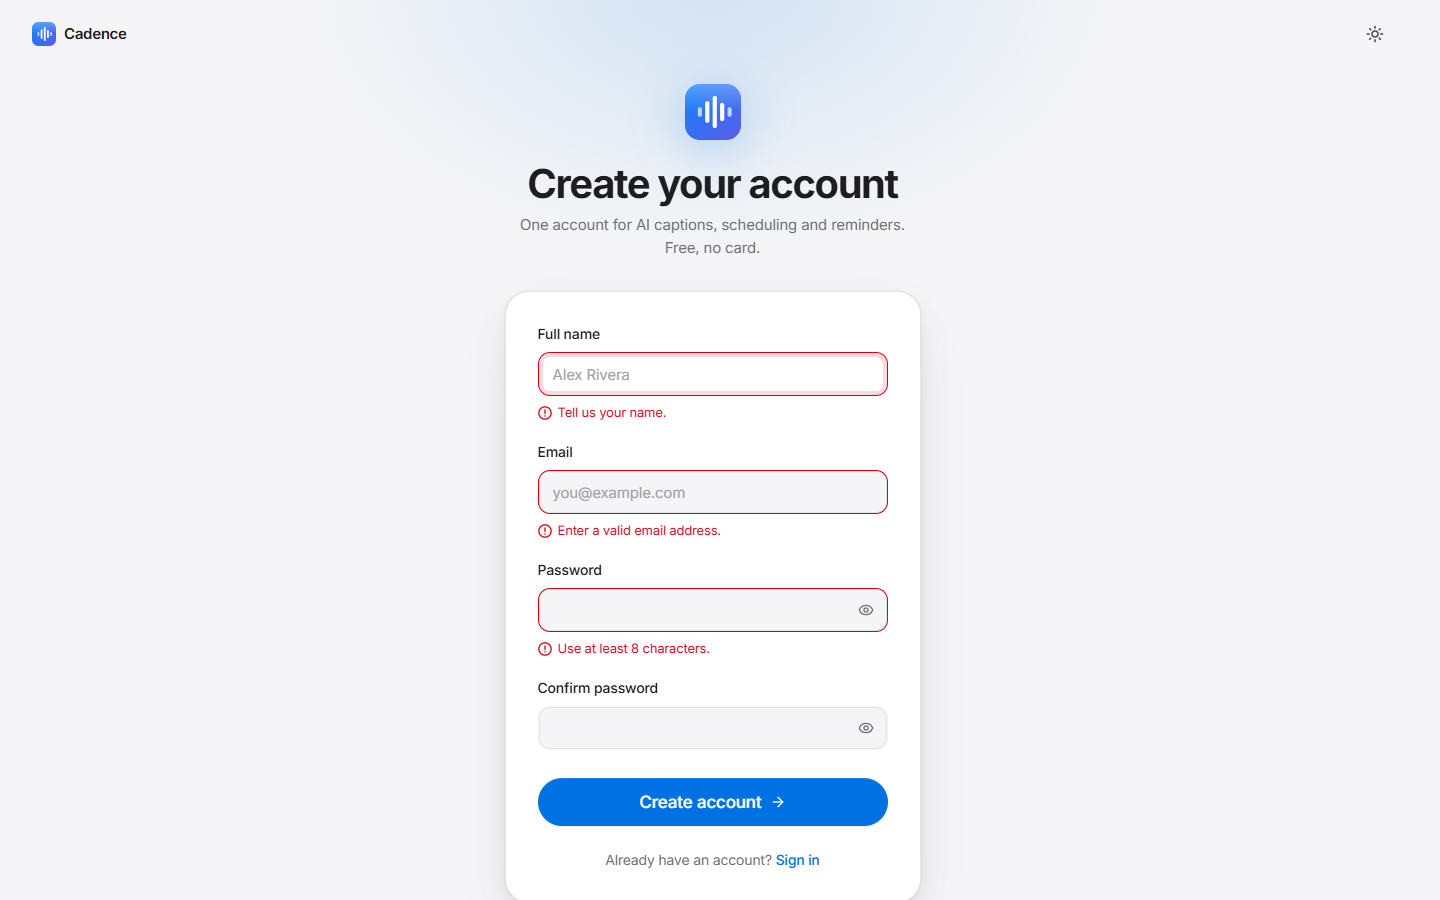 Cadence
Create your account
One account for AI captions, scheduling and reminders.
Free, no card.
Full name
Alex Rivera
Tell us your name.
Email
you@example.com
Enter a valid email address.
Password
Use at least 8 characters.
Confirm password
Create account →
Already have an account? Sign in